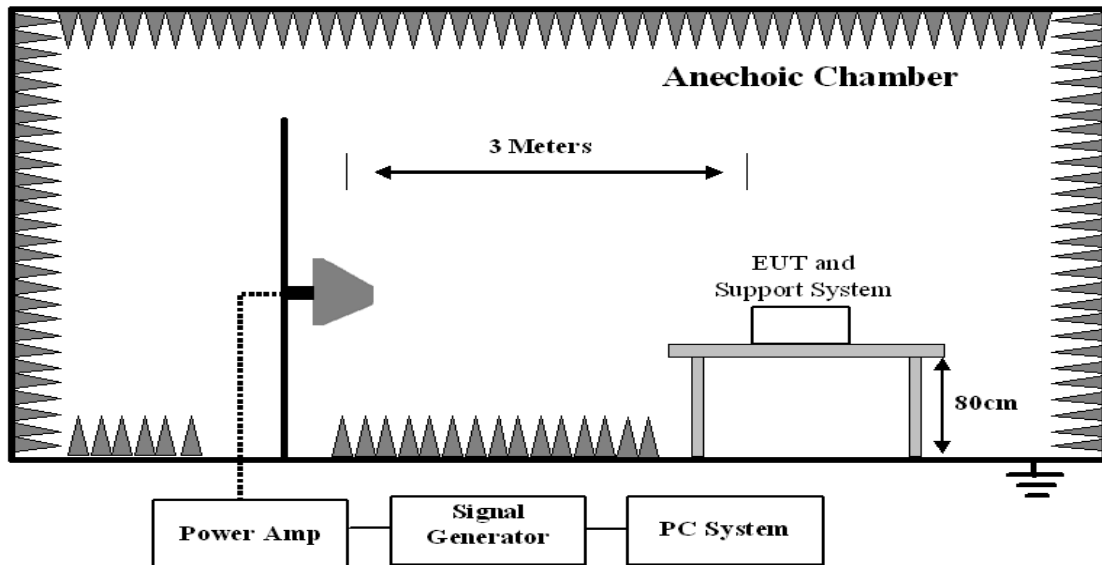 Anechoic Chamber
3 Meters
EUT and
Support System
80cm
Power Amp
Signal
Generator
PC System